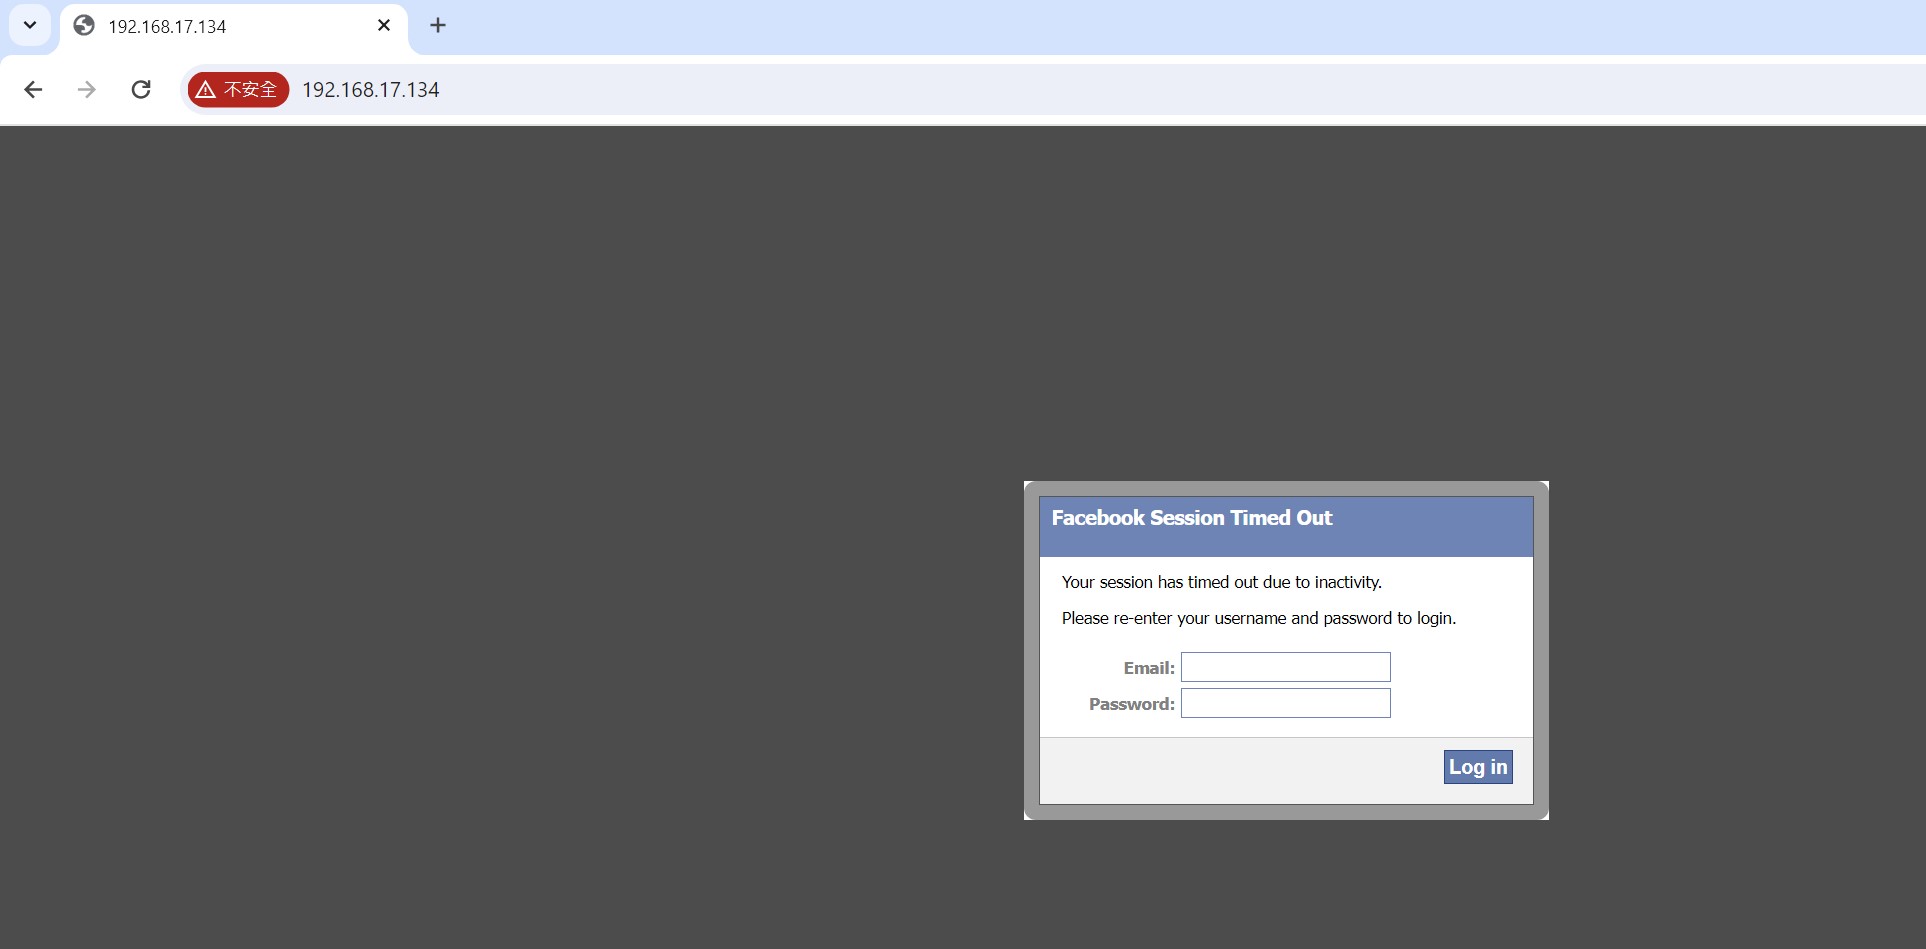 192.168.17.134
不安全 192.168.17.134
Facebook Session Timed Out
Your session has timed out due to inactivity.
Please re-enter your username and password to login.
Email:
Password:
Log in